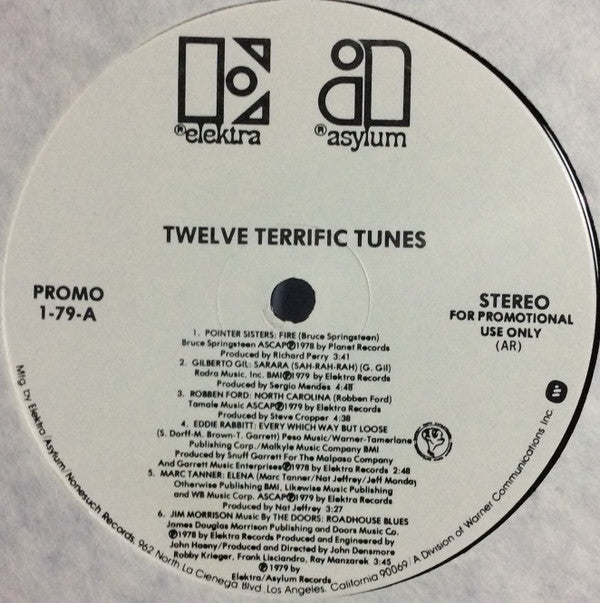 ®elektra
®asylum
TWELVE TERRIFIC TUNES
PROMO
1-79-A
STEREO
FOR PROMOTIONAL
USE ONLY
(AR)
1. POINTER SISTERS: FIRE (Bruce Springsteen)
Bruce Springsteen ASCAP Ⓟ1978 by Planet Records
Produced by Richard Perry 3:41
2. GILBERTO GIL: SARARA (SAH-RAH-RAH) (G. Gil)
Rodra Music, Inc. BMI Ⓟ1979 by Elektra Records
Produced by Sergio Mendes 4:48
3. ROBBEN FORD: NORTH CAROLINA (Robben Ford)
Tamale Music ASCAP Ⓟ1979 by Elektra Records
Produced by Steve Cropper 4:38
4. EDDIE RABBITT: EVERY WHICH WAY BUT LOOSE
(S. Dorff-M. Brown-T. Garrett) Peso Music/Warner-Tamerlane
Publishing Corp./Malkyle Music Company BMI
Produced by Snuff Garrett For The Malpaso Company
And Garrett Music Enterprises Ⓟ1978 by Elektra Records 2:48
5. MARC TANNER: ELENA (Marc Tanner/Nat Jeffrey/Jeff Monday)
Otherwise Publishing BMI, Likewise Music Publishing
and WB Music Corp. ASCAP Ⓟ1979 by Elektra Records
Produced by Nat Jeffrey 3:27
6. JIM MORRISON Music By THE DOORS: ROADHOUSE BLUES
James Douglas Morrison Publishing and Doors Music Co.
Ⓟ1978 by Elektra Records Produced and Engineered by
John Haeny/Produced and Directed by John Densmore
Robby Krieger, Frank Lisciandro, Ray Manzarek 3:45
Ⓟ1979 by
Elektra/Asylum Records
Mfg. by Elektra/Asylum/Nonesuch Records, 962 North La Cienega Blvd. Los Angeles, California 90069/A Division of Warner Communications Inc.